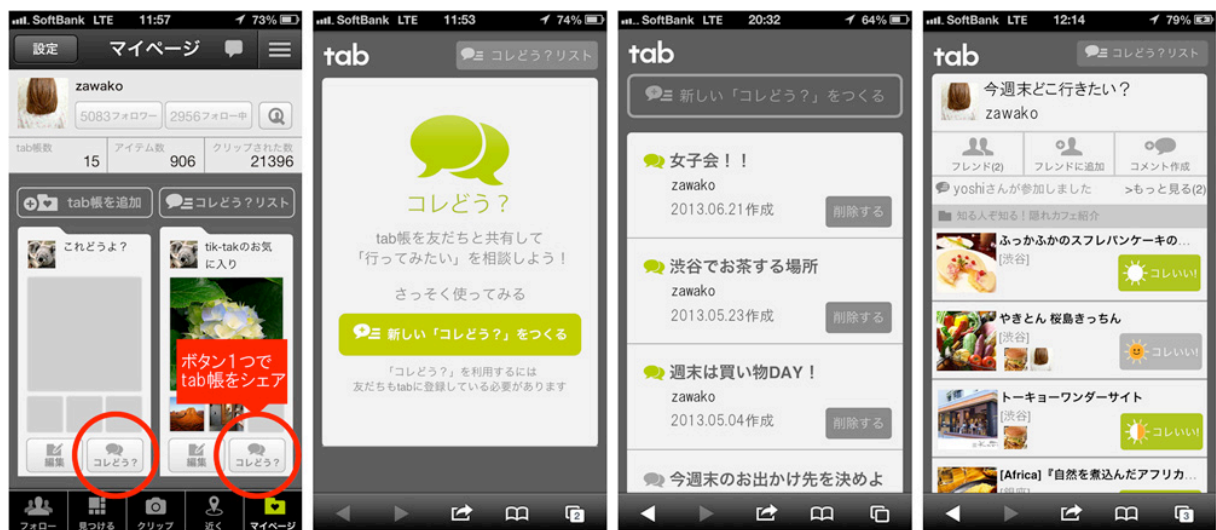 SoftBank LTE 11:57 73%
設定 マイページ
zawako
5083フォロワー 2956フォロー中
tab帳数 アイテム数 クリップされた数
15 906 21396
tab帳を追加 コレどう？リスト
これどうよ？
tik-takのお気
に入り
ボタン1つで
tab帳をシェア
編集 コレどう？ 編集 コレどう？
フォロー 見つける クリップ 近く マイページ
SoftBank LTE 11:53 74%
tab コレどう？リスト
コレどう？
tab帳を友だちと共有して
「行ってみたい」を相談しよう！
さっそく使ってみる
新しい「コレどう？」をつくる
「コレどう？」を利用するには
友だちもtabに登録している必要があります
2
SoftBank LTE 20:32 64%
tab
新しい「コレどう？」をつくる
女子会！！
zawako
2013.06.21作成 削除する
渋谷でお茶する場所
zawako
2013.05.23作成 削除する
週末は買い物DAY！
zawako
2013.05.04作成 削除する
今週末のお出かけ先を決めよ
SoftBank LTE 12:14 79%
tab コレどう？リスト
今週末どこ行きたい？
zawako
フレンド(2) フレンドに追加 コメント作成
yoshiさんが参加しました >もっと見る(2)
知る人ぞ知る！隠れカフェ紹介
ふっかふかのスフレパンケーキの...
[渋谷]
コレいい!
やきとん 桜島きっちん
[渋谷]
コレいい!
トーキョーワンダーサイト
[渋谷]
コレいい!
[Africa]『自然を煮込んだアフリカ...
3